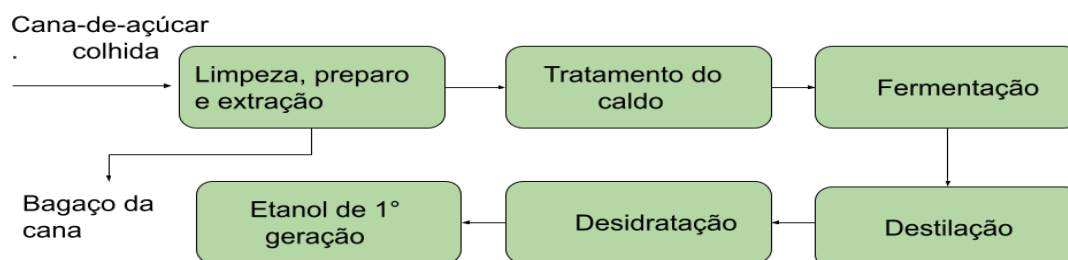 Cana-de-açúcar
. colhida
Limpeza, preparo
e extração
Tratamento do
caldo
Fermentação
Bagaço da
cana
Etanol de 1°
geração
Desidratação
Destilação